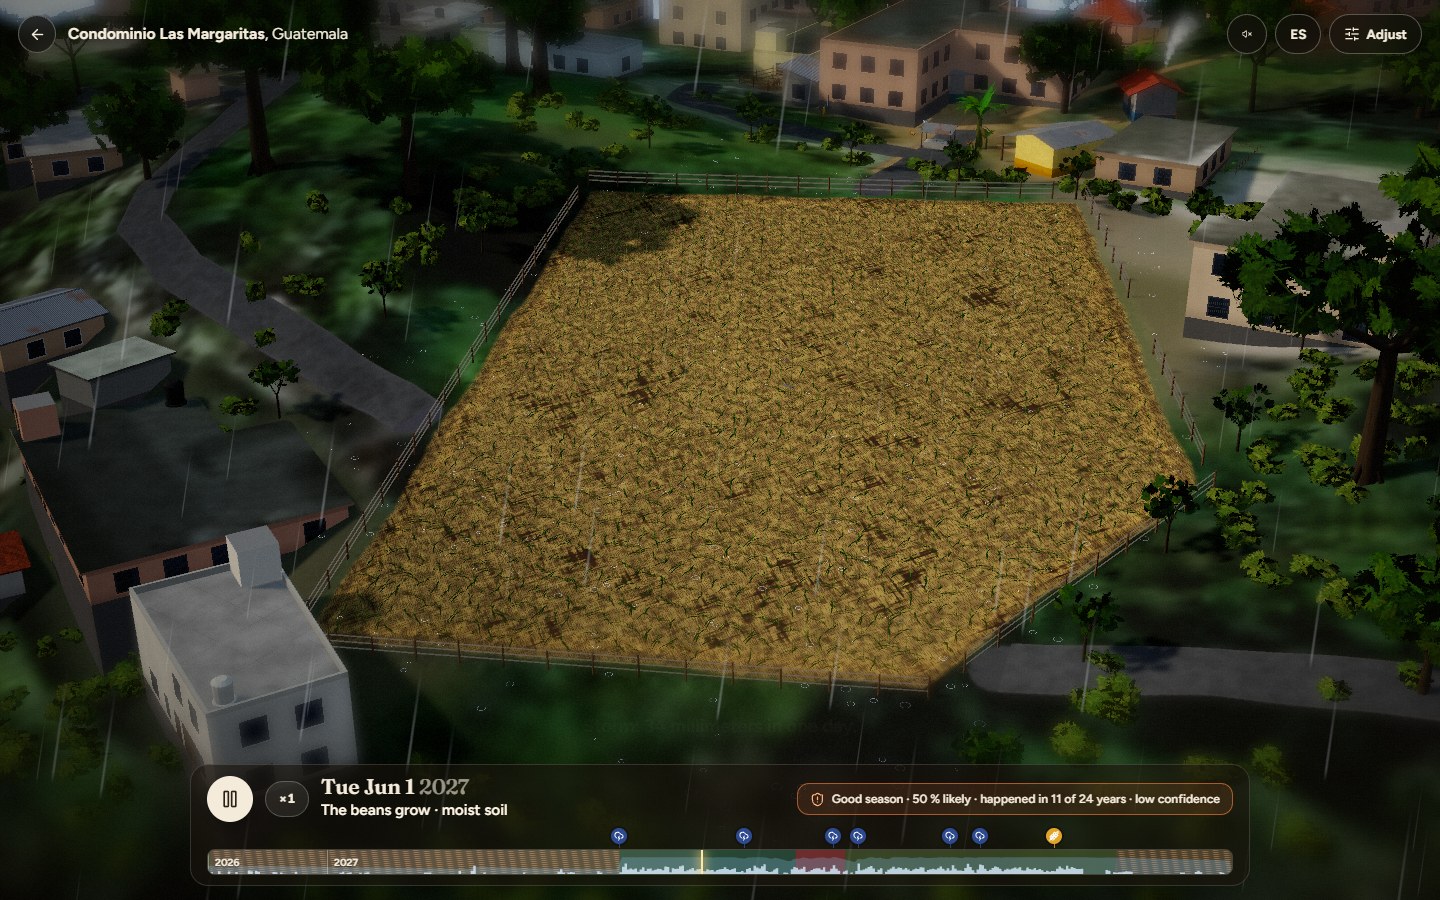 Condominio Las Margaritas, Guatemala
ES
Adjust
×1
Tue Jun 1 2027
The beans grow · moist soil
Good season · 50 % likely · happened in 11 of 24 years · low confidence
2026
2027